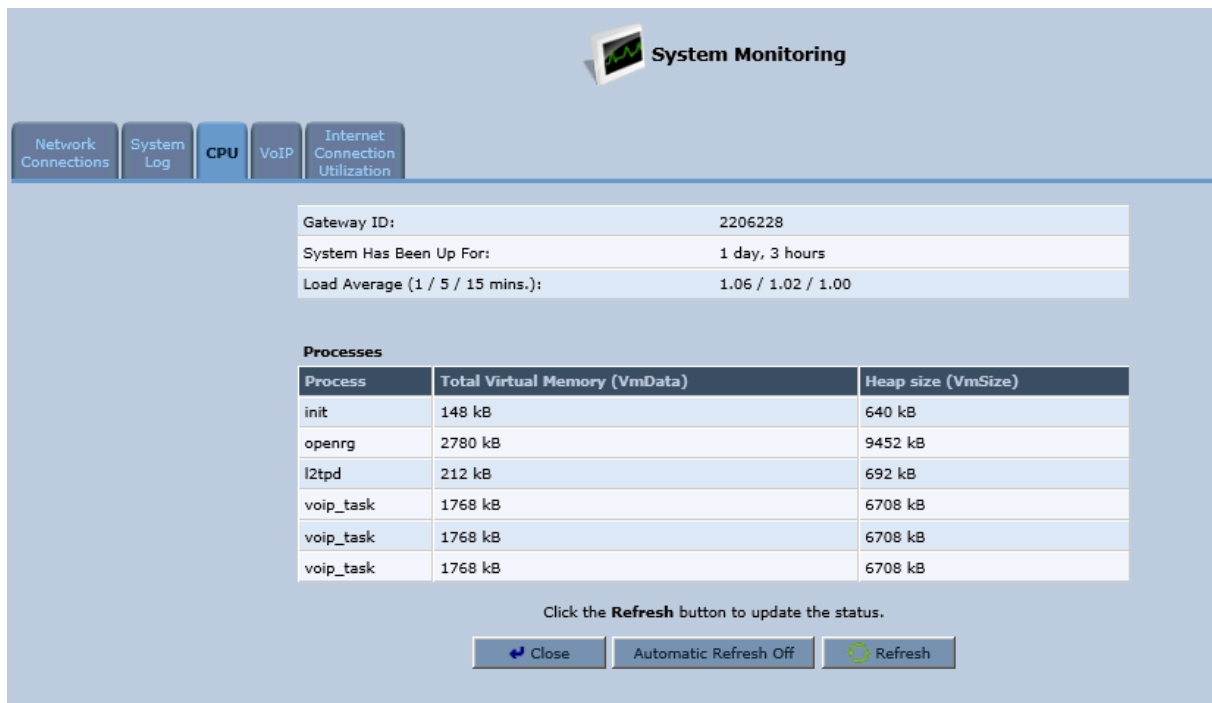 System Monitoring
Network Connections
System Log
CPU
VoIP
Internet Connection Utilization
Gateway ID: 2206228
System Has Been Up For: 1 day, 3 hours
Load Average (1 / 5 / 15 mins.): 1.06 / 1.02 / 1.00
Processes
Process Total Virtual Memory (VmData) Heap size (VmSize)
init 148 kB 640 kB
openrg 2780 kB 9452 kB
l2tpd 212 kB 692 kB
voip_task 1768 kB 6708 kB
voip_task 1768 kB 6708 kB
voip_task 1768 kB 6708 kB
Click the Refresh button to update the status.
Close Automatic Refresh Off Refresh